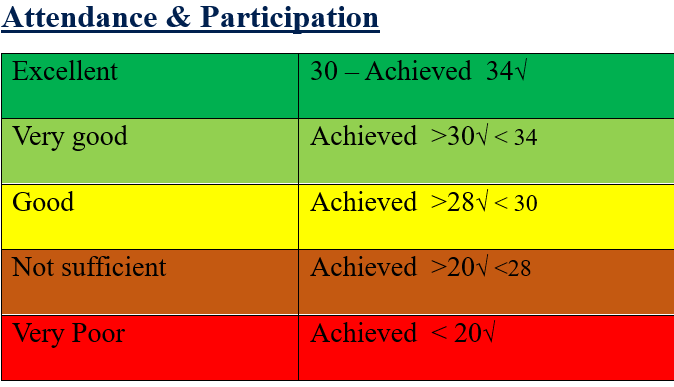 Attendance & Participation
Excellent 30 – Achieved 34√
Very good Achieved >30√ < 34
Good Achieved >28√ < 30
Not sufficient Achieved >20√ <28
Very Poor Achieved < 20√